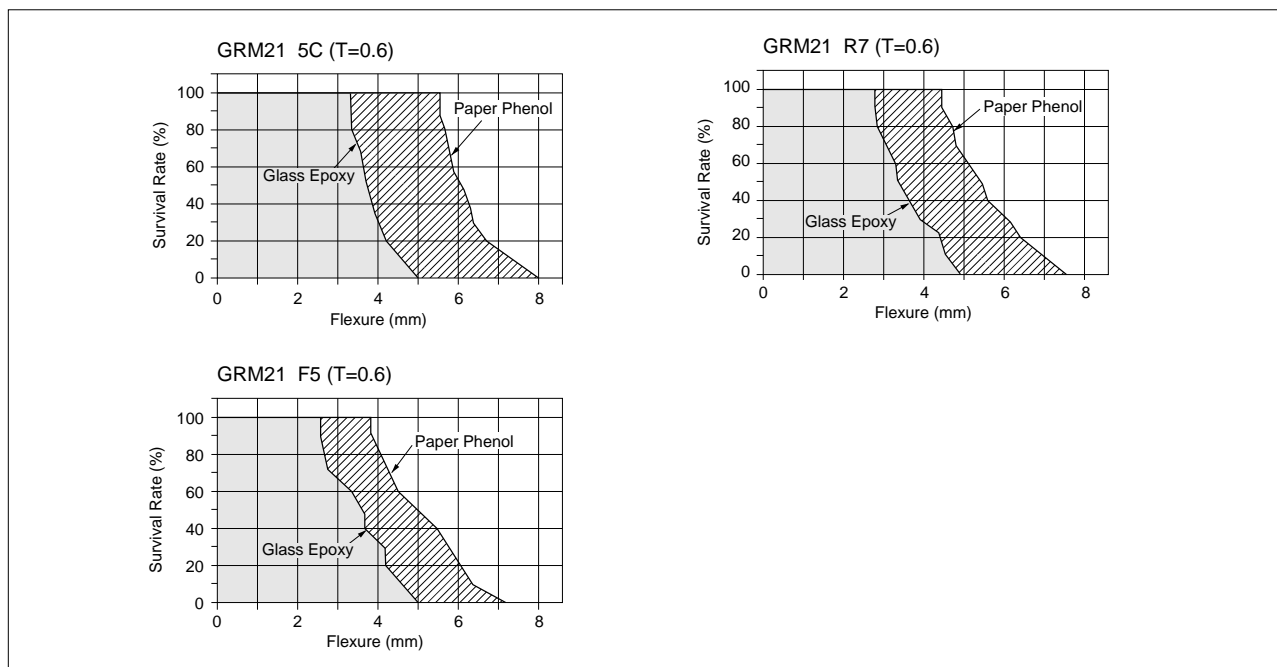 GRM21 5C (T=0.6)
Survival Rate (%)
100
80
60
40
20
0
Paper Phenol
Glass Epoxy
0 2 4 6 8
Flexure (mm)
GRM21 R7 (T=0.6)
Survival Rate (%)
100
80
60
40
20
0
Paper Phenol
Glass Epoxy
0 2 4 6 8
Flexure (mm)
GRM21 F5 (T=0.6)
Survival Rate (%)
100
80
60
40
20
0
Paper Phenol
Glass Epoxy
0 2 4 6 8
Flexure (mm)